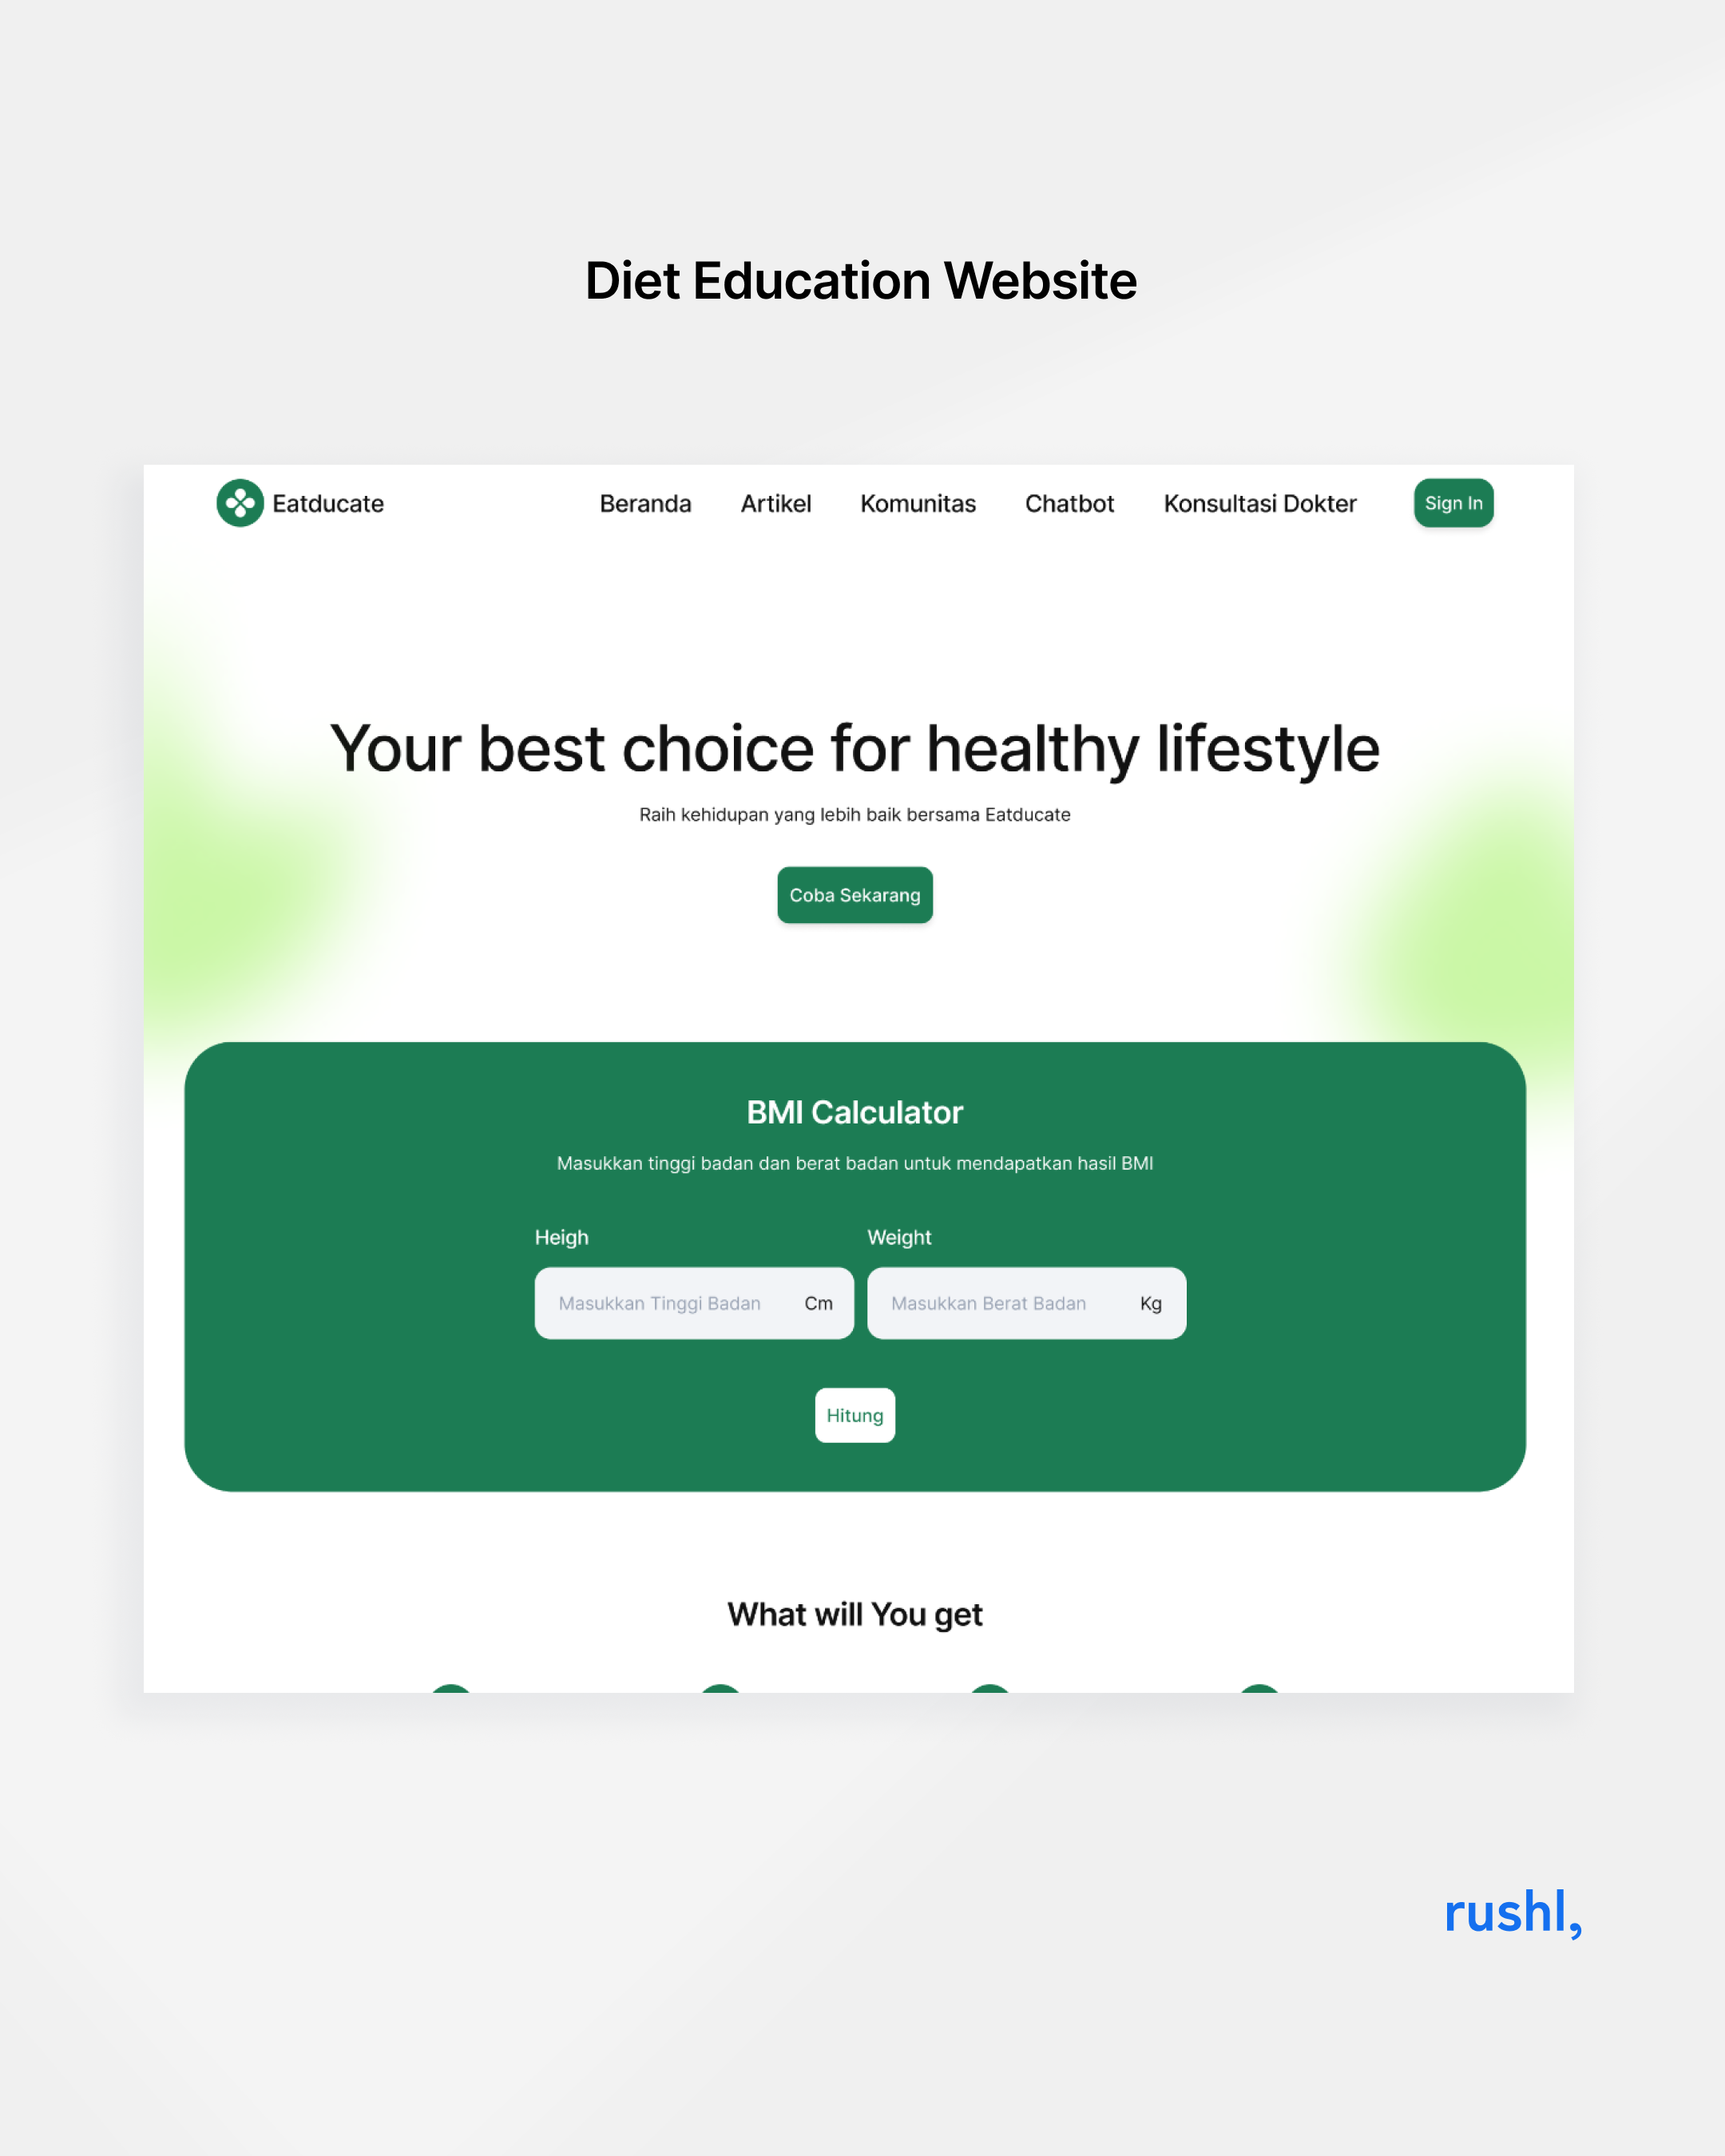 Diet Education Website
Eatducate Beranda Artikel Komunitas Chatbot Konsultasi Dokter Sign In
Your best choice for healthy lifestyle
Raih kehidupan yang lebih baik bersama Eatducate
Coba Sekarang
BMI Calculator
Masukkan tinggi badan dan berat badan untuk mendapatkan hasil BMI
Heigh Weight
Masukkan Tinggi Badan Cm Masukkan Berat Badan Kg
Hitung
What will You get
rushl,